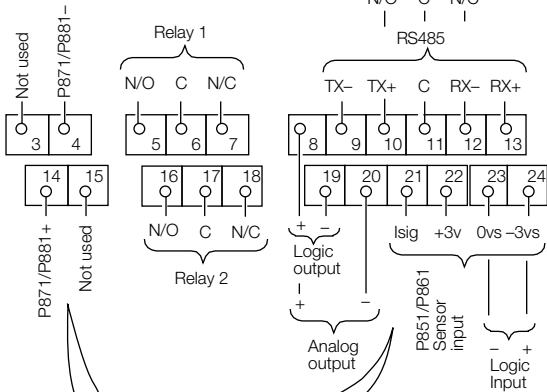 N/O C N/C
Relay 1
RS485
Not used
P871/P881–
N/O C N/C
TX– TX+ C RX– RX+
3 4 5 6 7 8 9 10 11 12 13
14 15 16 17 18 19 20 21 22 23 24
P871/P881+
Not used
N/O C N/C
Relay 2
+ –
Logic
output
+ –
Analog
output
Isig +3v 0vs –3vs
P851/P861
Sensor
input
– +
Logic
Input